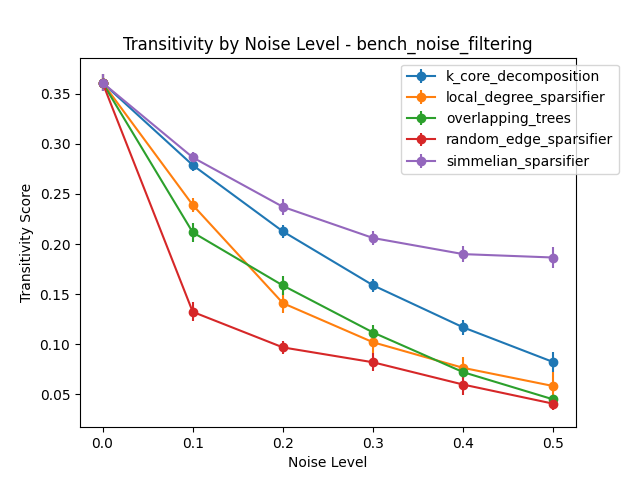 Transitivity by Noise Level - bench_noise_filtering
k_core_decomposition
local_degree_sparsifier
overlapping_trees
random_edge_sparsifier
simmelian_sparsifier
Transitivity Score
0.35
0.30
0.25
0.20
0.15
0.10
0.05
0.0 0.1 0.2 0.3 0.4 0.5
Noise Level